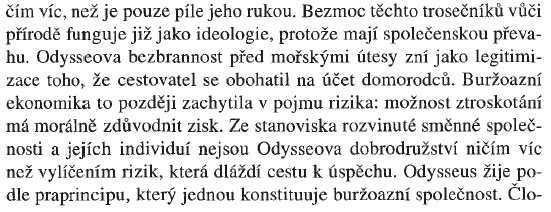 čím víc, než je pouze píle jeho rukou. Bezmoc těchto trosečníků vůči
přírodě funguje již jako ideologie, protože mají společenskou převa-
hu. Odysseova bezbrannost před mořskými útesy zní jako legitimi-
zace toho, že cestovatel se obohatil na účet domorodců. Buržoazní
ekonomika to později zachytila v pojmu rizika: možnost ztroskotání
má morálně zdůvodnit zisk. Ze stanoviska rozvinuté směnné společ-
nosti a jejích individuí nejsou Odysseova dobrodružství ničím víc
než vylíčením rizik, která dláždí cestu k úspěchu. Odysseus žije po-
dle praprincipu, který jednou konstituuje buržoazní společnost. Člo-